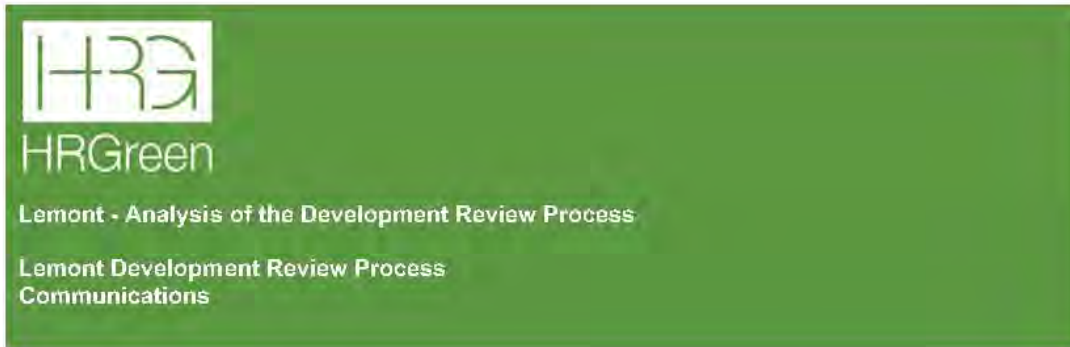 HRG
HRGreen
Lemont - Analysis of the Development Review Process
Lemont Development Review Process
Communications